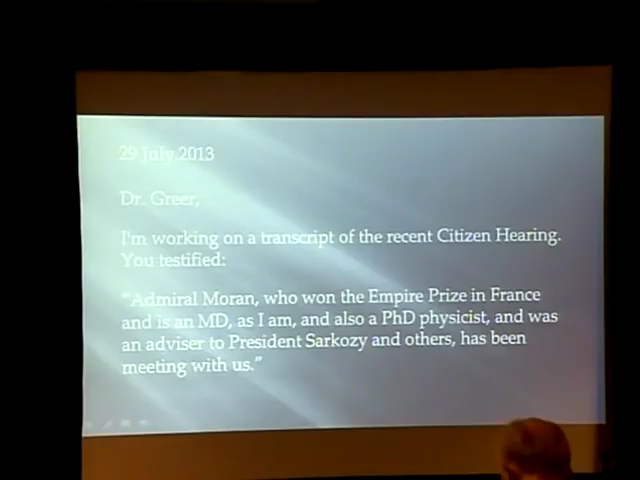 29 July 2013
Dr. Greer,
I'm working on a transcript of the recent Citizen Hearing.
You testified:
"Admiral Moran, who won the Empire Prize in France
and is an MD, as I am, and also a PhD physicist, and was
an adviser to President Sarkozy and others, has been
meeting with us."